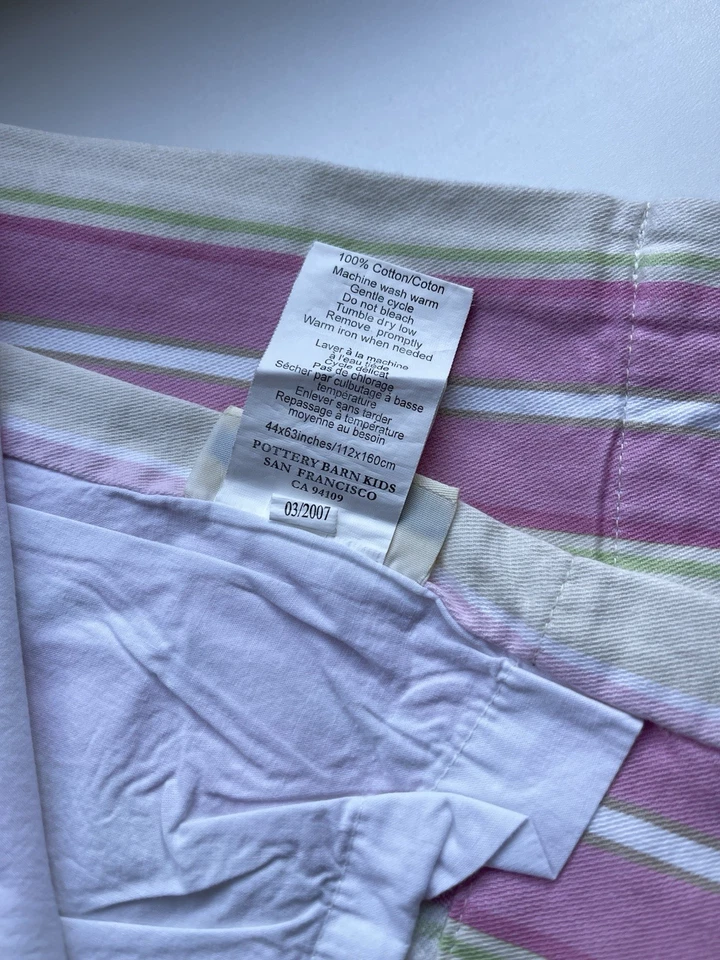 100% Cotton/Coton
Machine wash warm
Gentle cycle
Do not bleach
Tumble dry low
Remove promptly
Warm iron when needed
Laver à la machine
à l'eau tiède
Cycle délicat
Pas de chlorage
Sécher par culbutage à basse
température
Enlever sans tarder
Repassage à température
moyenne au besoin
44x63inches/112x160cm
POTTERY BARN KIDS
SAN FRANCISCO
CA 94109
03/2007